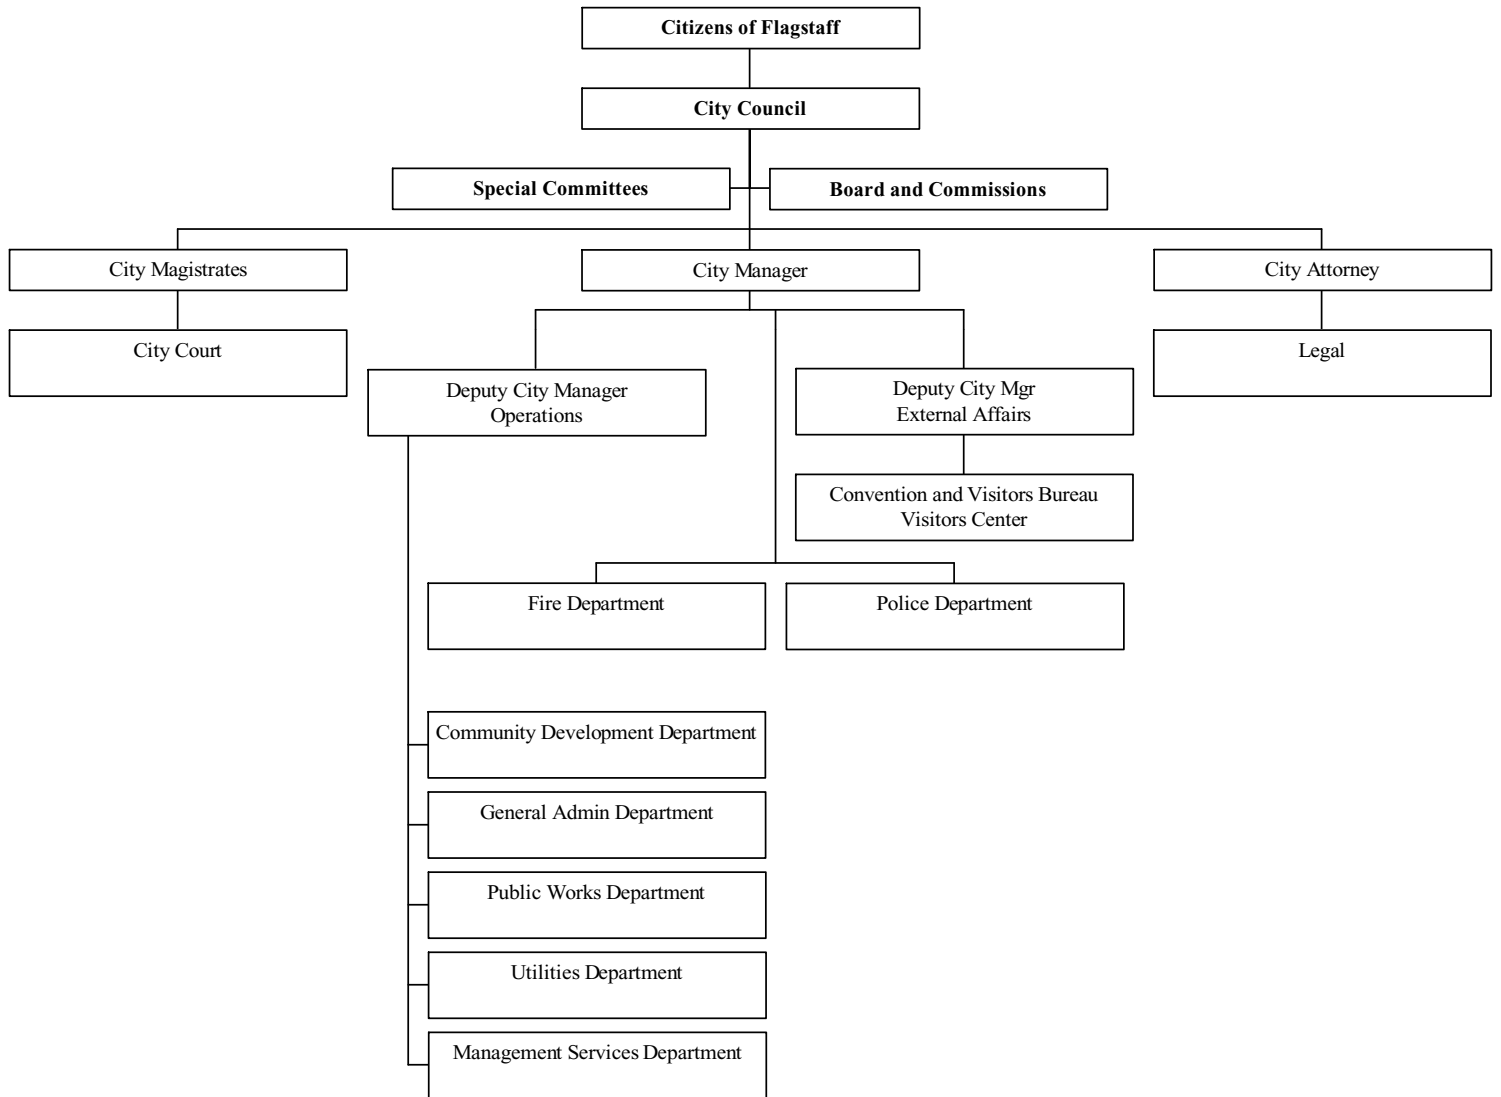 Citizens of Flagstaff
City Council
Special Committees
Board and Commissions
City Magistrates
City Manager
City Attorney
City Court
Legal
Deputy City Manager
Operations
Deputy City Mgr
External Affairs
Convention and Visitors Bureau
Visitors Center
Fire Department
Police Department
Community Development Department
General Admin Department
Public Works Department
Utilities Department
Management Services Department